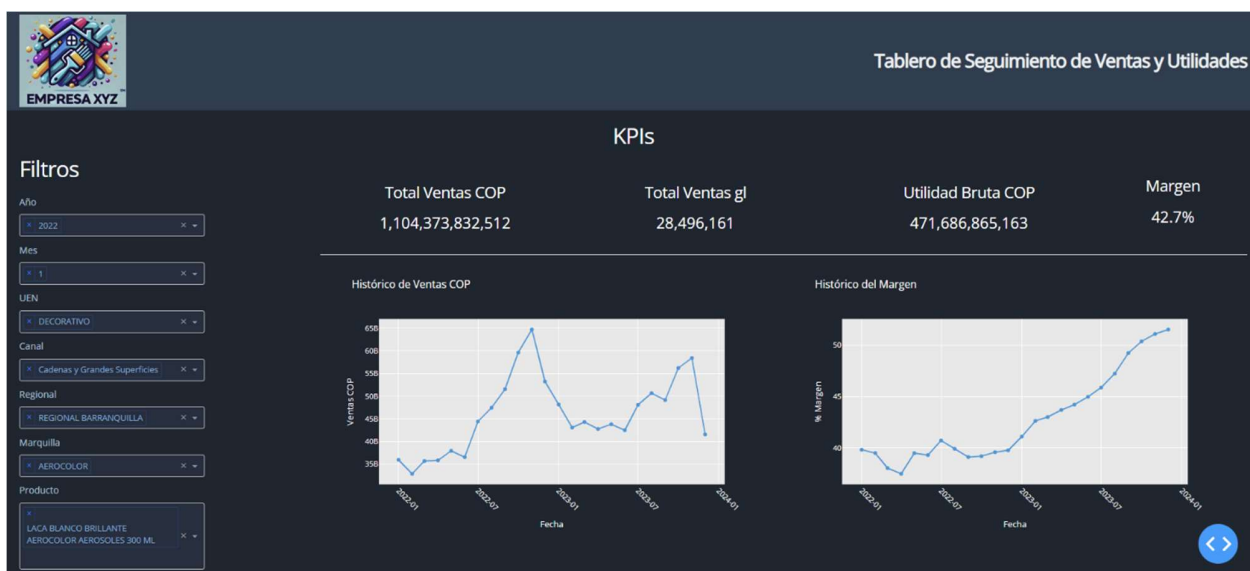 EMPRESA XYZ
Tablero de Seguimiento de Ventas y Utilidades
KPIs
Filtros
Año
× 2022 ×
Mes
× 1 ×
UEN
× DECORATIVO ×
Canal
× Cadenas y Grandes Superficies ×
Regional
× REGIONAL BARRANQUILLA ×
Marquilla
× AEROCOLOR ×
Producto
×
LACA BLANCO BRILLANTE
AEROCOLOR AEROSOLES 300 ML ×
Total Ventas COP
1,104,373,832,512
Total Ventas gl
28,496,161
Utilidad Bruta COP
471,686,865,163
Margen
42.7%
Histórico de Ventas COP
Ventas COP
65B
60B
55B
50B
45B
40B
35B
2022-01
2022-07
2023-01
2023-07
2024-01
Fecha
Histórico del Margen
% Margen
50
45
40
2022-01
2022-07
2023-01
2023-07
2024-01
Fecha